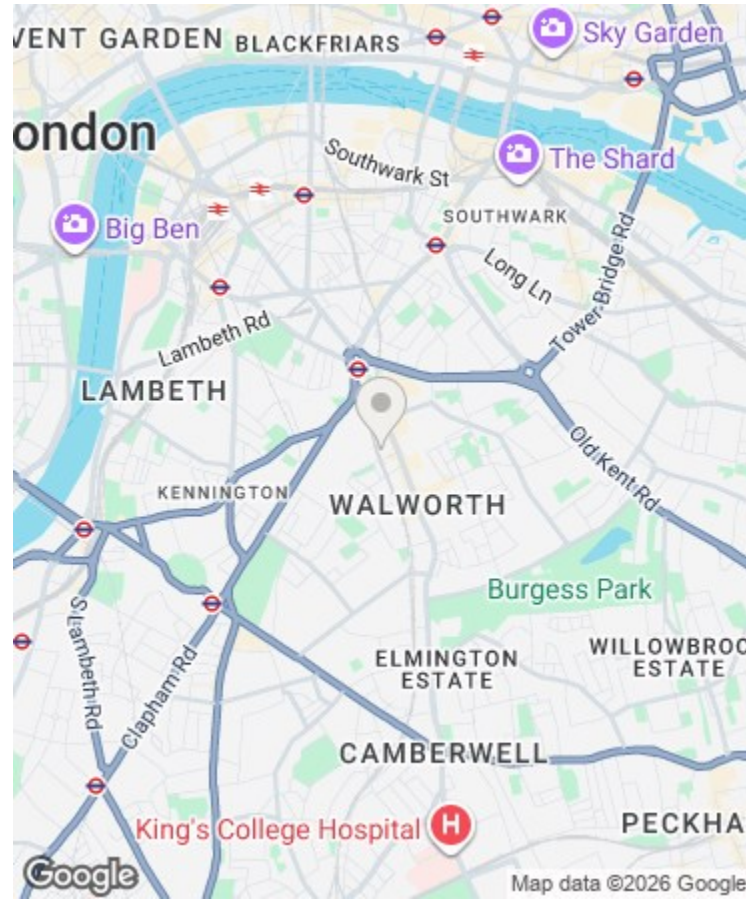 VENT GARDEN
BLACKFRIARS
Sky Garden
ondon
Southwark St
The Shard
SOUTHWARK
Big Ben
Long Ln
Tower Bridge Rd
Lambeth Rd
LAMBETH
Old Kent Rd
KENNINGTON
WALWORTH
Burgess Park
S Lambeth Rd
Clapham Rd
ELMINGTON
ESTATE
WILLOWBROO
ESTATE
CAMBERWELL
King's College Hospital
H
PECKHA
Google
Map data ©2026 Google